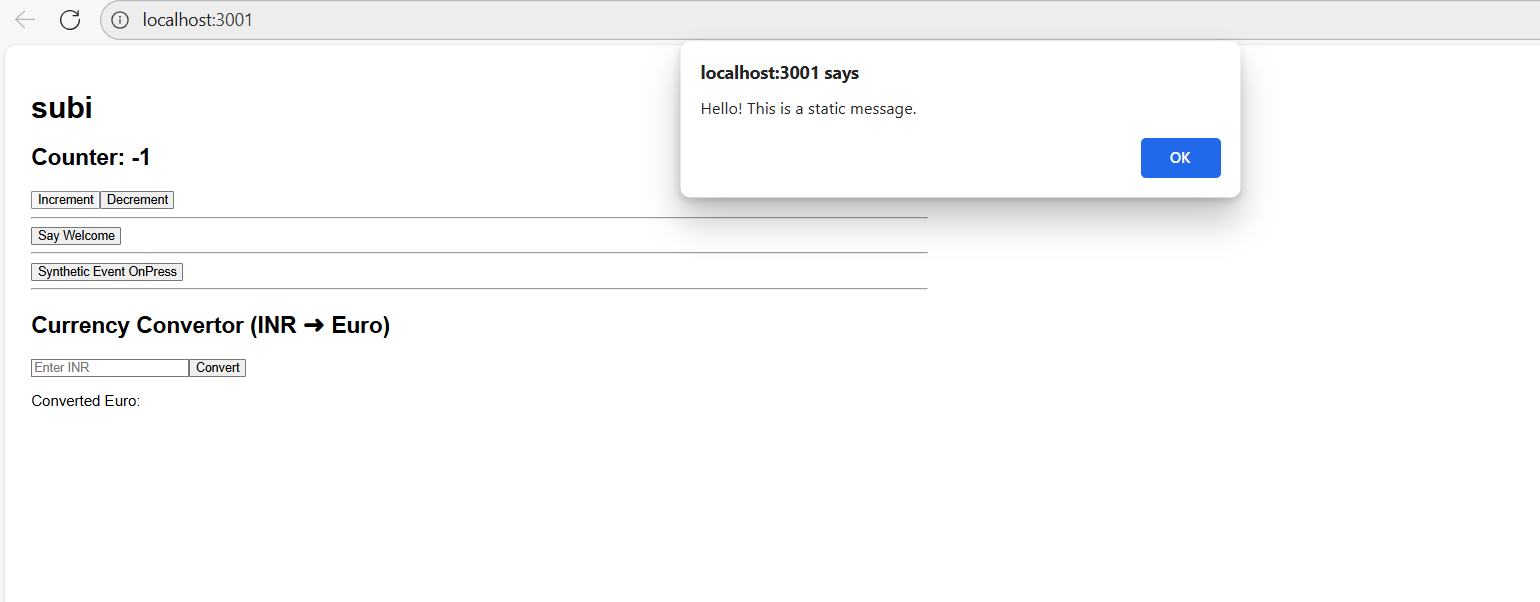 localhost:3001
localhost:3001 says
Hello! This is a static message.
OK
subi
Counter: -1
Increment Decrement
Say Welcome
Synthetic Event OnPress
Currency Convertor (INR ➜ Euro)
Enter INR Convert
Converted Euro: